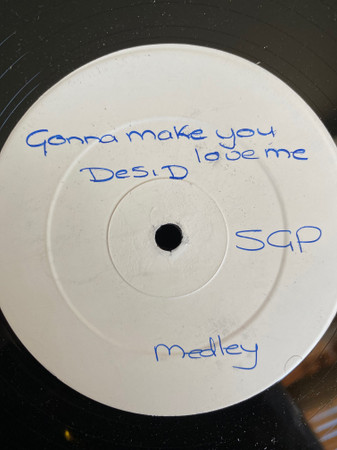 Gonna make you
love me
Desi D
SGP
Medley